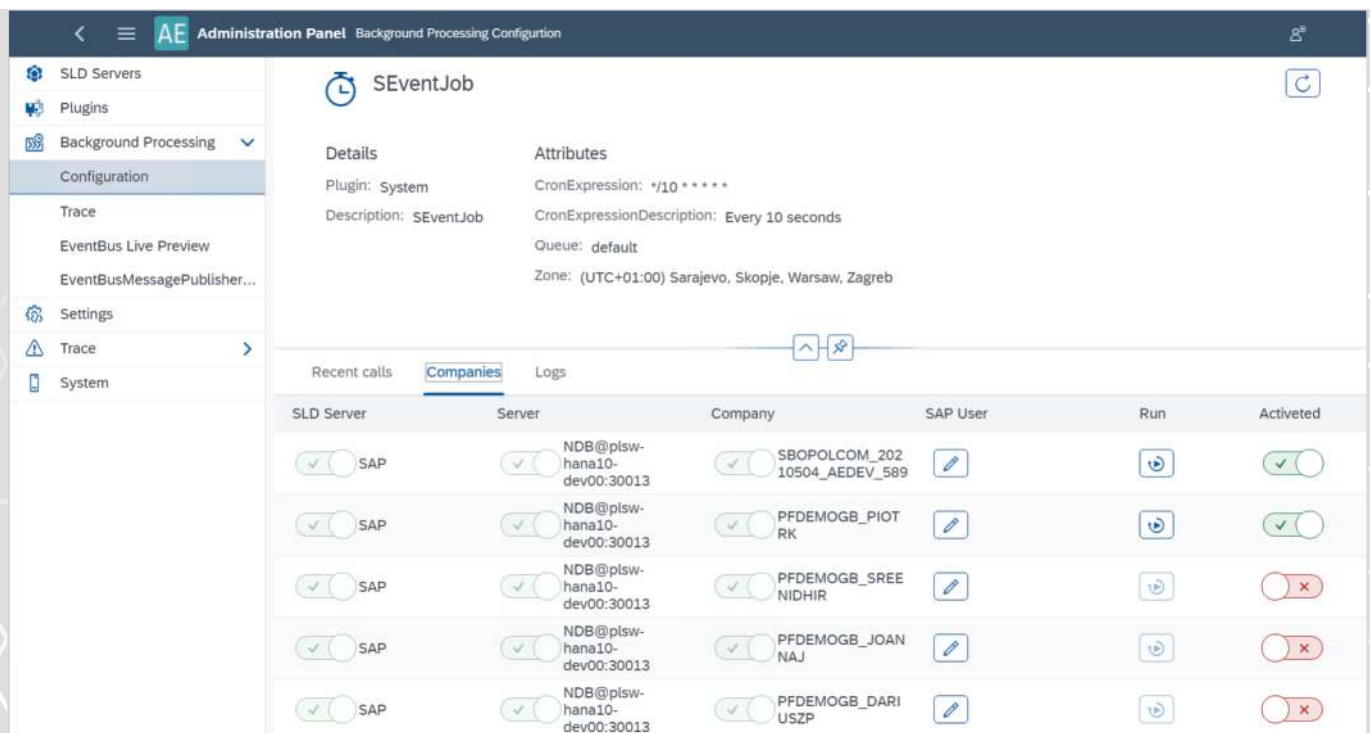 AE Administration Panel Background Processing Configurtion
SLD Servers
Plugins
Background Processing
Configuration
Trace
EventBus Live Preview
EventBusMessagePublisher...
Settings
Trace
System
SEventJob
Details
Plugin: System
Description: SEventJob
Attributes
CronExpression: */10 * * * * *
CronExpressionDescription: Every 10 seconds
Queue: default
Zone: (UTC+01:00) Sarajevo, Skopje, Warsaw, Zagreb
Recent calls Companies Logs
SLD Server Server Company SAP User Run Activeted
SAP
NDB@plsw-
hana10-
dev00:30013
SBOPOLCOM_202
10504_AEDEV_589
SAP
NDB@plsw-
hana10-
dev00:30013
PFDEMOGB_PIOT
RK
SAP
NDB@plsw-
hana10-
dev00:30013
PFDEMOGB_SREE
NIDHIR
SAP
NDB@plsw-
hana10-
dev00:30013
PFDEMOGB_JOAN
NAJ
SAP
NDB@plsw-
hana10-
dev00:30013
PFDEMOGB_DARI
USZP